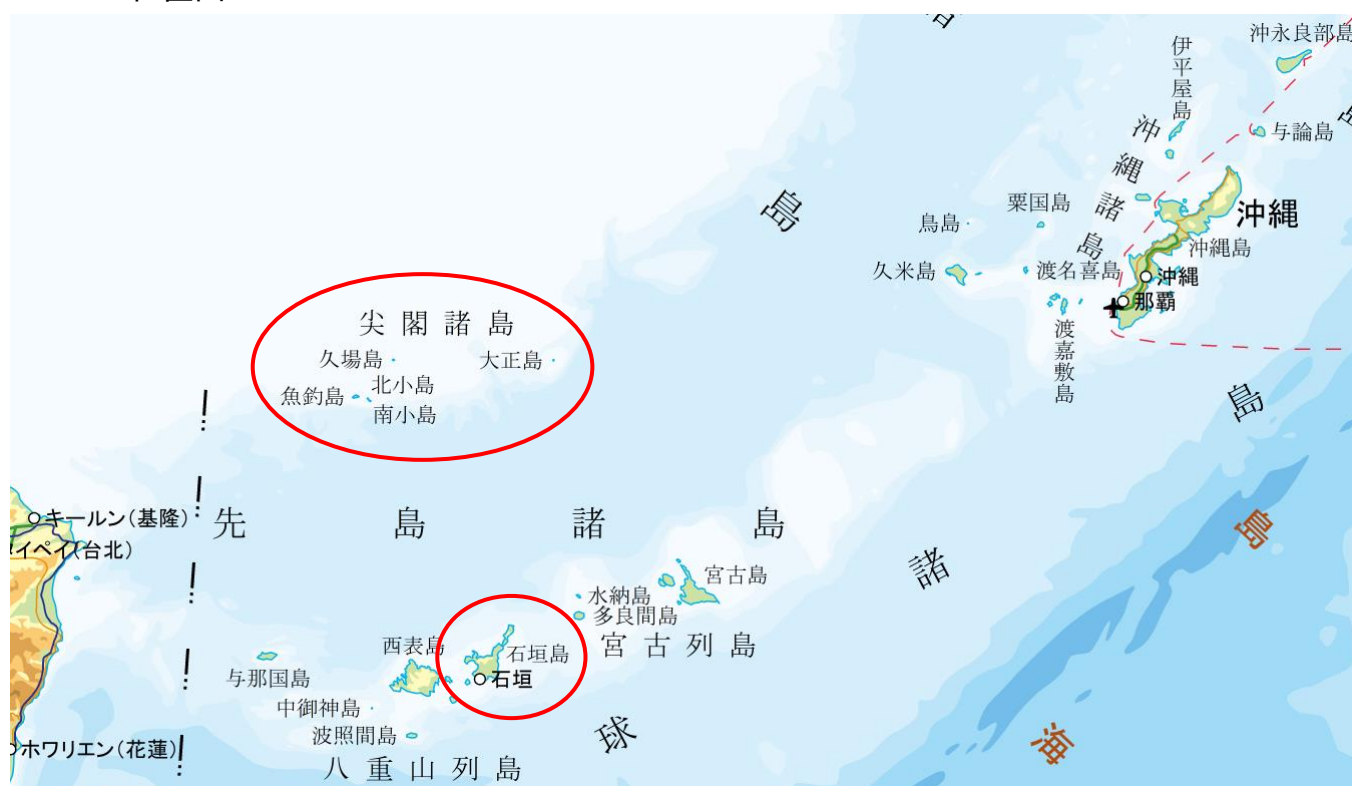 沖永良部島
伊平屋島
与論島
沖縄諸島
粟国島
鳥島
沖縄
沖縄島
久米島
渡名喜島
沖縄
那覇
渡嘉敷島
島
尖閣諸島
久場島
大正島
北小島
魚釣島
南小島
島
キールン(基隆)
イペイ(台北)
先島諸島
島
諸
宮古島
水納島
多良間島
宮古列島
西表島
石垣島
石垣
与那国島
中御神島
波照間島
球
海
ホワリエン(花蓮)
八重山列島